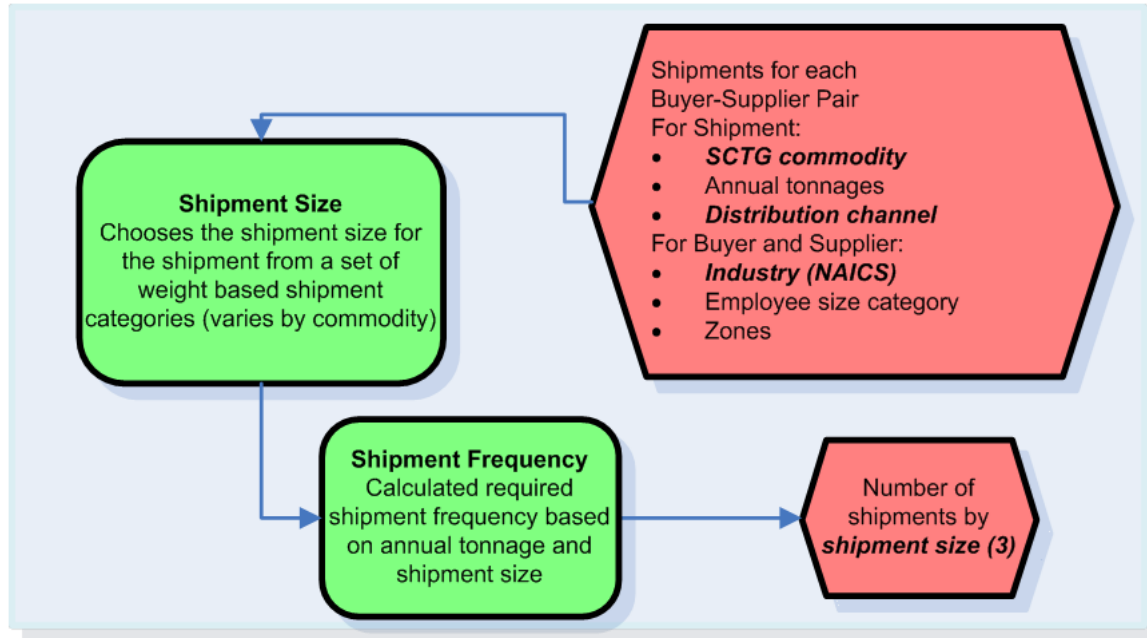 Shipments for each
Buyer-Supplier Pair
For Shipment:
• SCTG commodity
• Annual tonnages
• Distribution channel
For Buyer and Supplier:
• Industry (NAICS)
• Employee size category
• Zones
Shipment Size
Chooses the shipment size for
the shipment from a set of
weight based shipment
categories (varies by commodity)
Shipment Frequency
Calculated required
shipment frequency based
on annual tonnage and
shipment size
Number of
shipments by
shipment size (3)